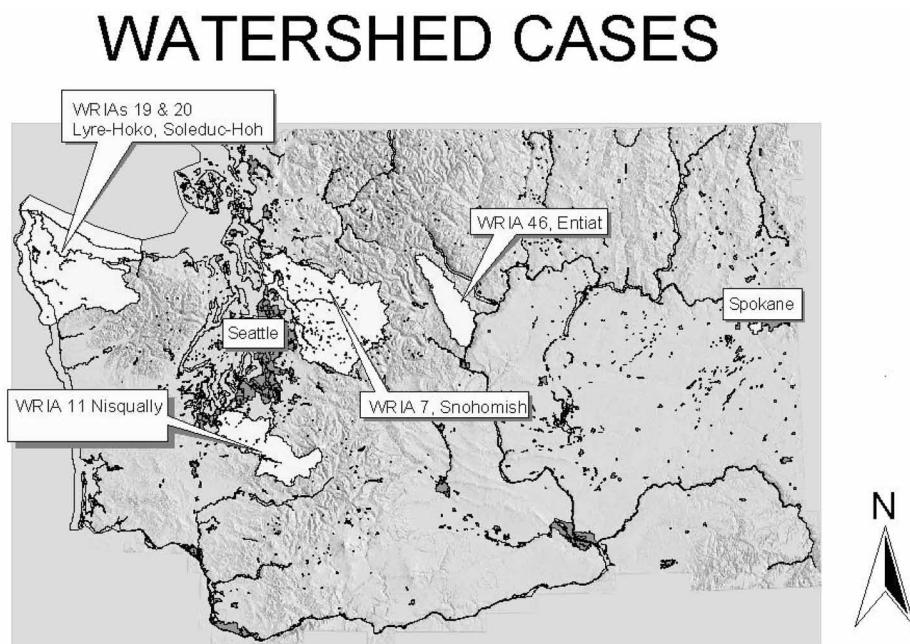 WATERSHED CASES
WRIAs 19 & 20
Lyre-Hoko, Soleduc-Hoh
WRIA 46, Entiat
Spokane
Seattle
WRIA 11 Nisqually
WRIA 7, Snohomish
N